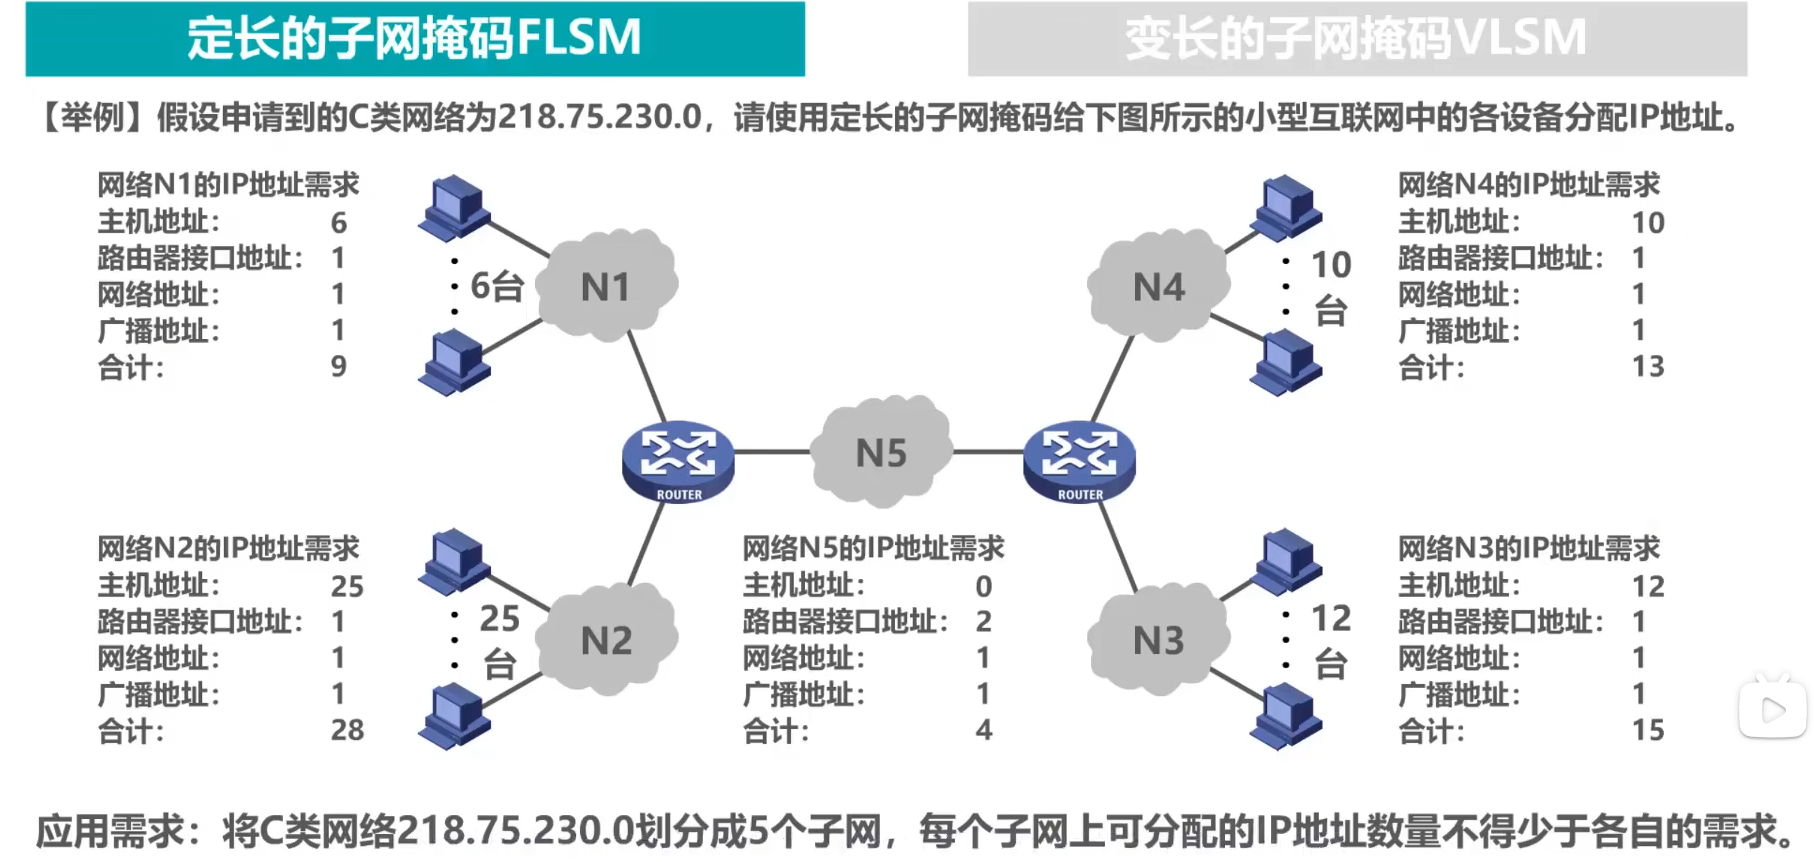 定长的子网掩码FLSM
变长的子网掩码VLSM
【举例】假设申请到的C类网络为218.75.230.0，请使用定长的子网掩码给下图所示的小型互联网中的各设备分配IP地址。
网络N1的IP地址需求
主机地址： 6
路由器接口地址： 1
网络地址： 1
广播地址： 1
合计： 9
6台
N1
N4
10
台
网络N4的IP地址需求
主机地址： 10
路由器接口地址： 1
网络地址： 1
广播地址： 1
合计： 13
ROUTER
N5
ROUTER
网络N2的IP地址需求
主机地址： 25
路由器接口地址： 1
网络地址： 1
广播地址： 1
合计： 28
25
台
N2
网络N5的IP地址需求
主机地址： 0
路由器接口地址： 2
网络地址： 1
广播地址： 1
合计： 4
N3
12
台
网络N3的IP地址需求
主机地址： 12
路由器接口地址： 1
网络地址： 1
广播地址： 1
合计： 15
应用需求：将C类网络218.75.230.0划分成5个子网，每个子网上可分配的IP地址数量不得少于各自的需求。